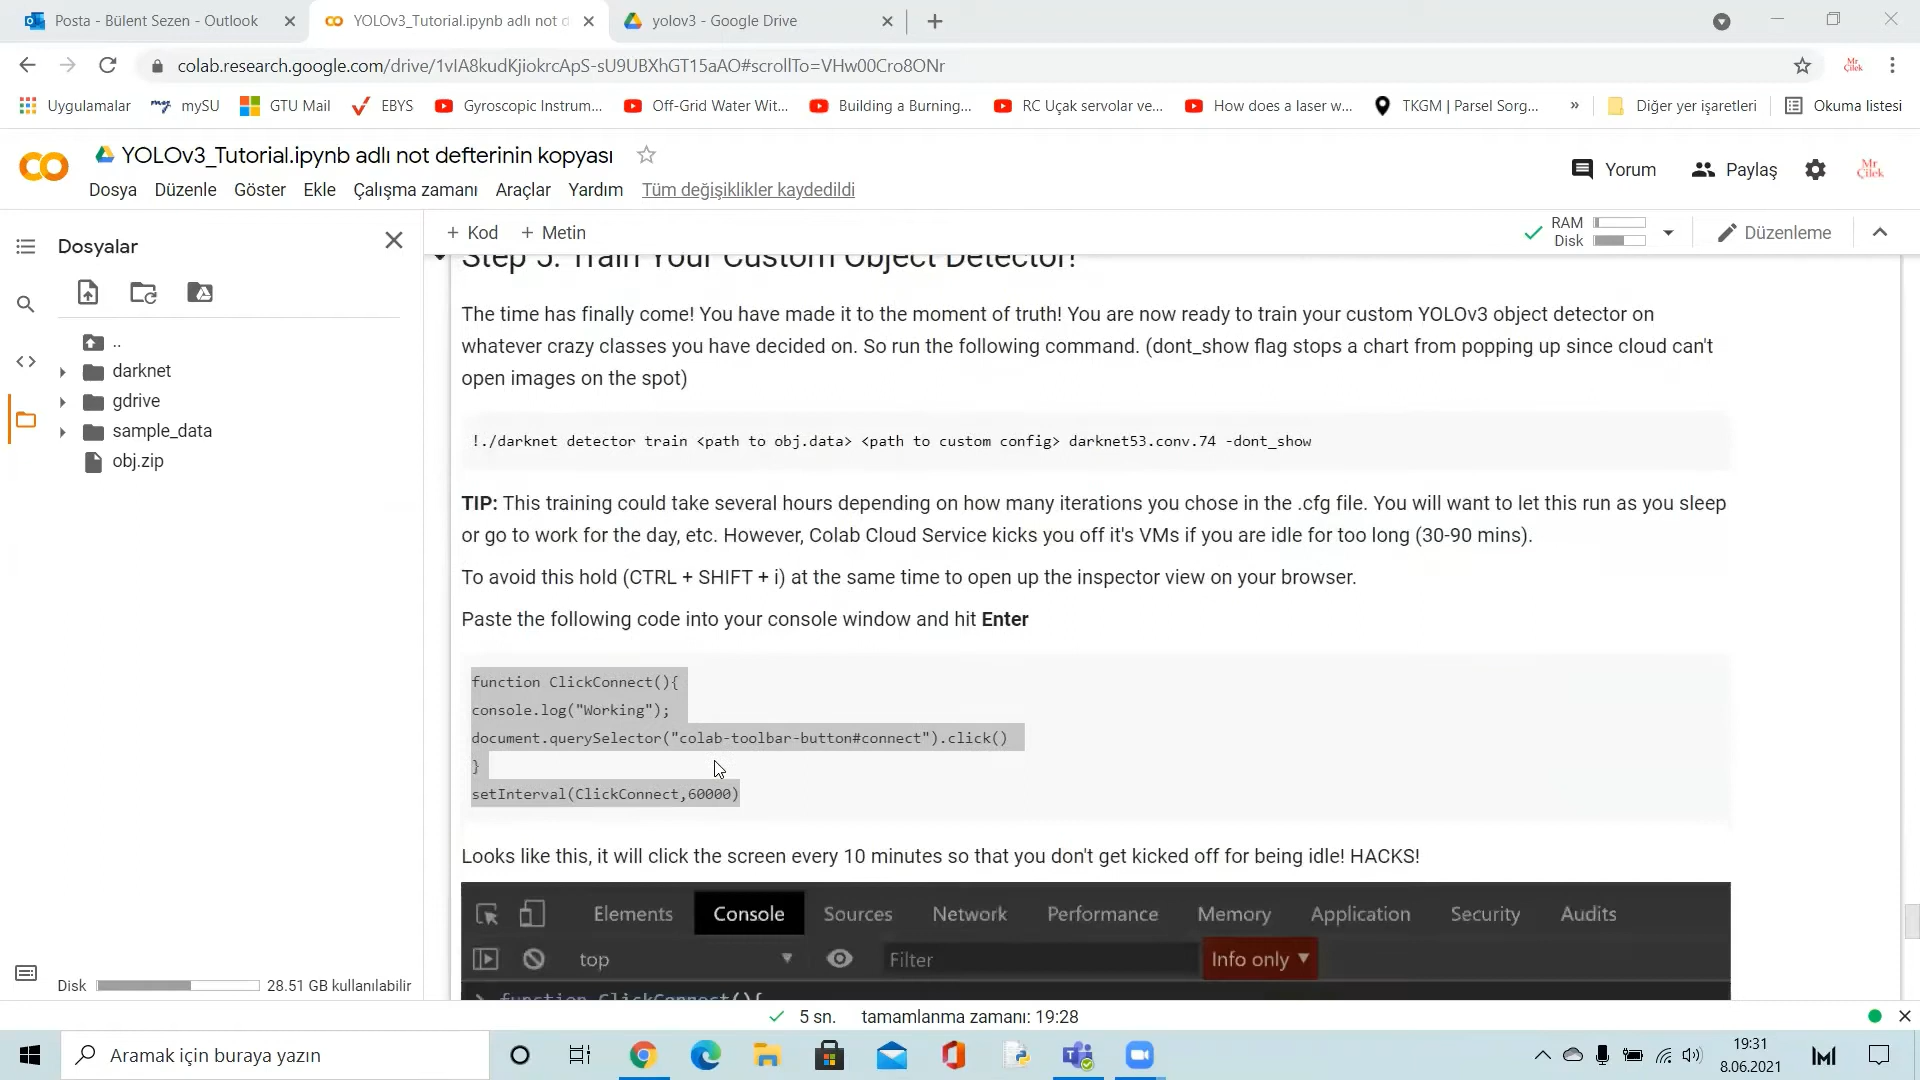 Posta - Bülent Sezen - Outlook
YOLOv3_Tutorial.ipynb adlı not d
yolov3 - Google Drive
colab.research.google.com/drive/1vIA8kudKjiokrcApS-sU9UBXhGT15aAO#scrollTo=VHw00Cro8ONr
Mr Çilek
Uygulamalar
mySU
GTU Mail
EBYS
Gyroscopic Instrum...
Off-Grid Water Wit...
Building a Burning...
RC Uçak servolar ve...
How does a laser w...
TKGM | Parsel Sorg...
»
Diğer yer işaretleri
Okuma listesi
YOLOv3_Tutorial.ipynb adlı not defterinin kopyası
Dosya Düzenle Göster Ekle Çalışma zamanı Araçlar Yardım Tüm değişiklikler kaydedildi
Yorum
Paylaş
Mr Çilek
Dosyalar
+ Kod + Metin
RAM
Disk
Düzenleme
..
darknet
gdrive
sample_data
obj.zip
Disk 28.51 GB kullanılabilir
Step 5: Train Your Custom Object Detector!
The time has finally come! You have made it to the moment of truth! You are now ready to train your custom YOLOv3 object detector on
whatever crazy classes you have decided on. So run the following command. (dont_show flag stops a chart from popping up since cloud can't
open images on the spot)
!./darknet detector train <path to obj.data> <path to custom config> darknet53.conv.74 -dont_show
TIP: This training could take several hours depending on how many iterations you chose in the .cfg file. You will want to let this run as you sleep
or go to work for the day, etc. However, Colab Cloud Service kicks you off it's VMs if you are idle for too long (30-90 mins).
To avoid this hold (CTRL + SHIFT + i) at the same time to open up the inspector view on your browser.
Paste the following code into your console window and hit Enter
function ClickConnect(){
console.log("Working");
document.querySelector("colab-toolbar-button#connect").click()
}
setInterval(ClickConnect,60000)
Looks like this, it will click the screen every 10 minutes so that you don't get kicked off for being idle! HACKS!
Elements Console Sources Network Performance Memory Application Security Audits
top Filter Info only
function ClickConnect(){
5 sn. tamamlanma zamanı: 19:28
Aramak için buraya yazın
19:31
8.06.2021